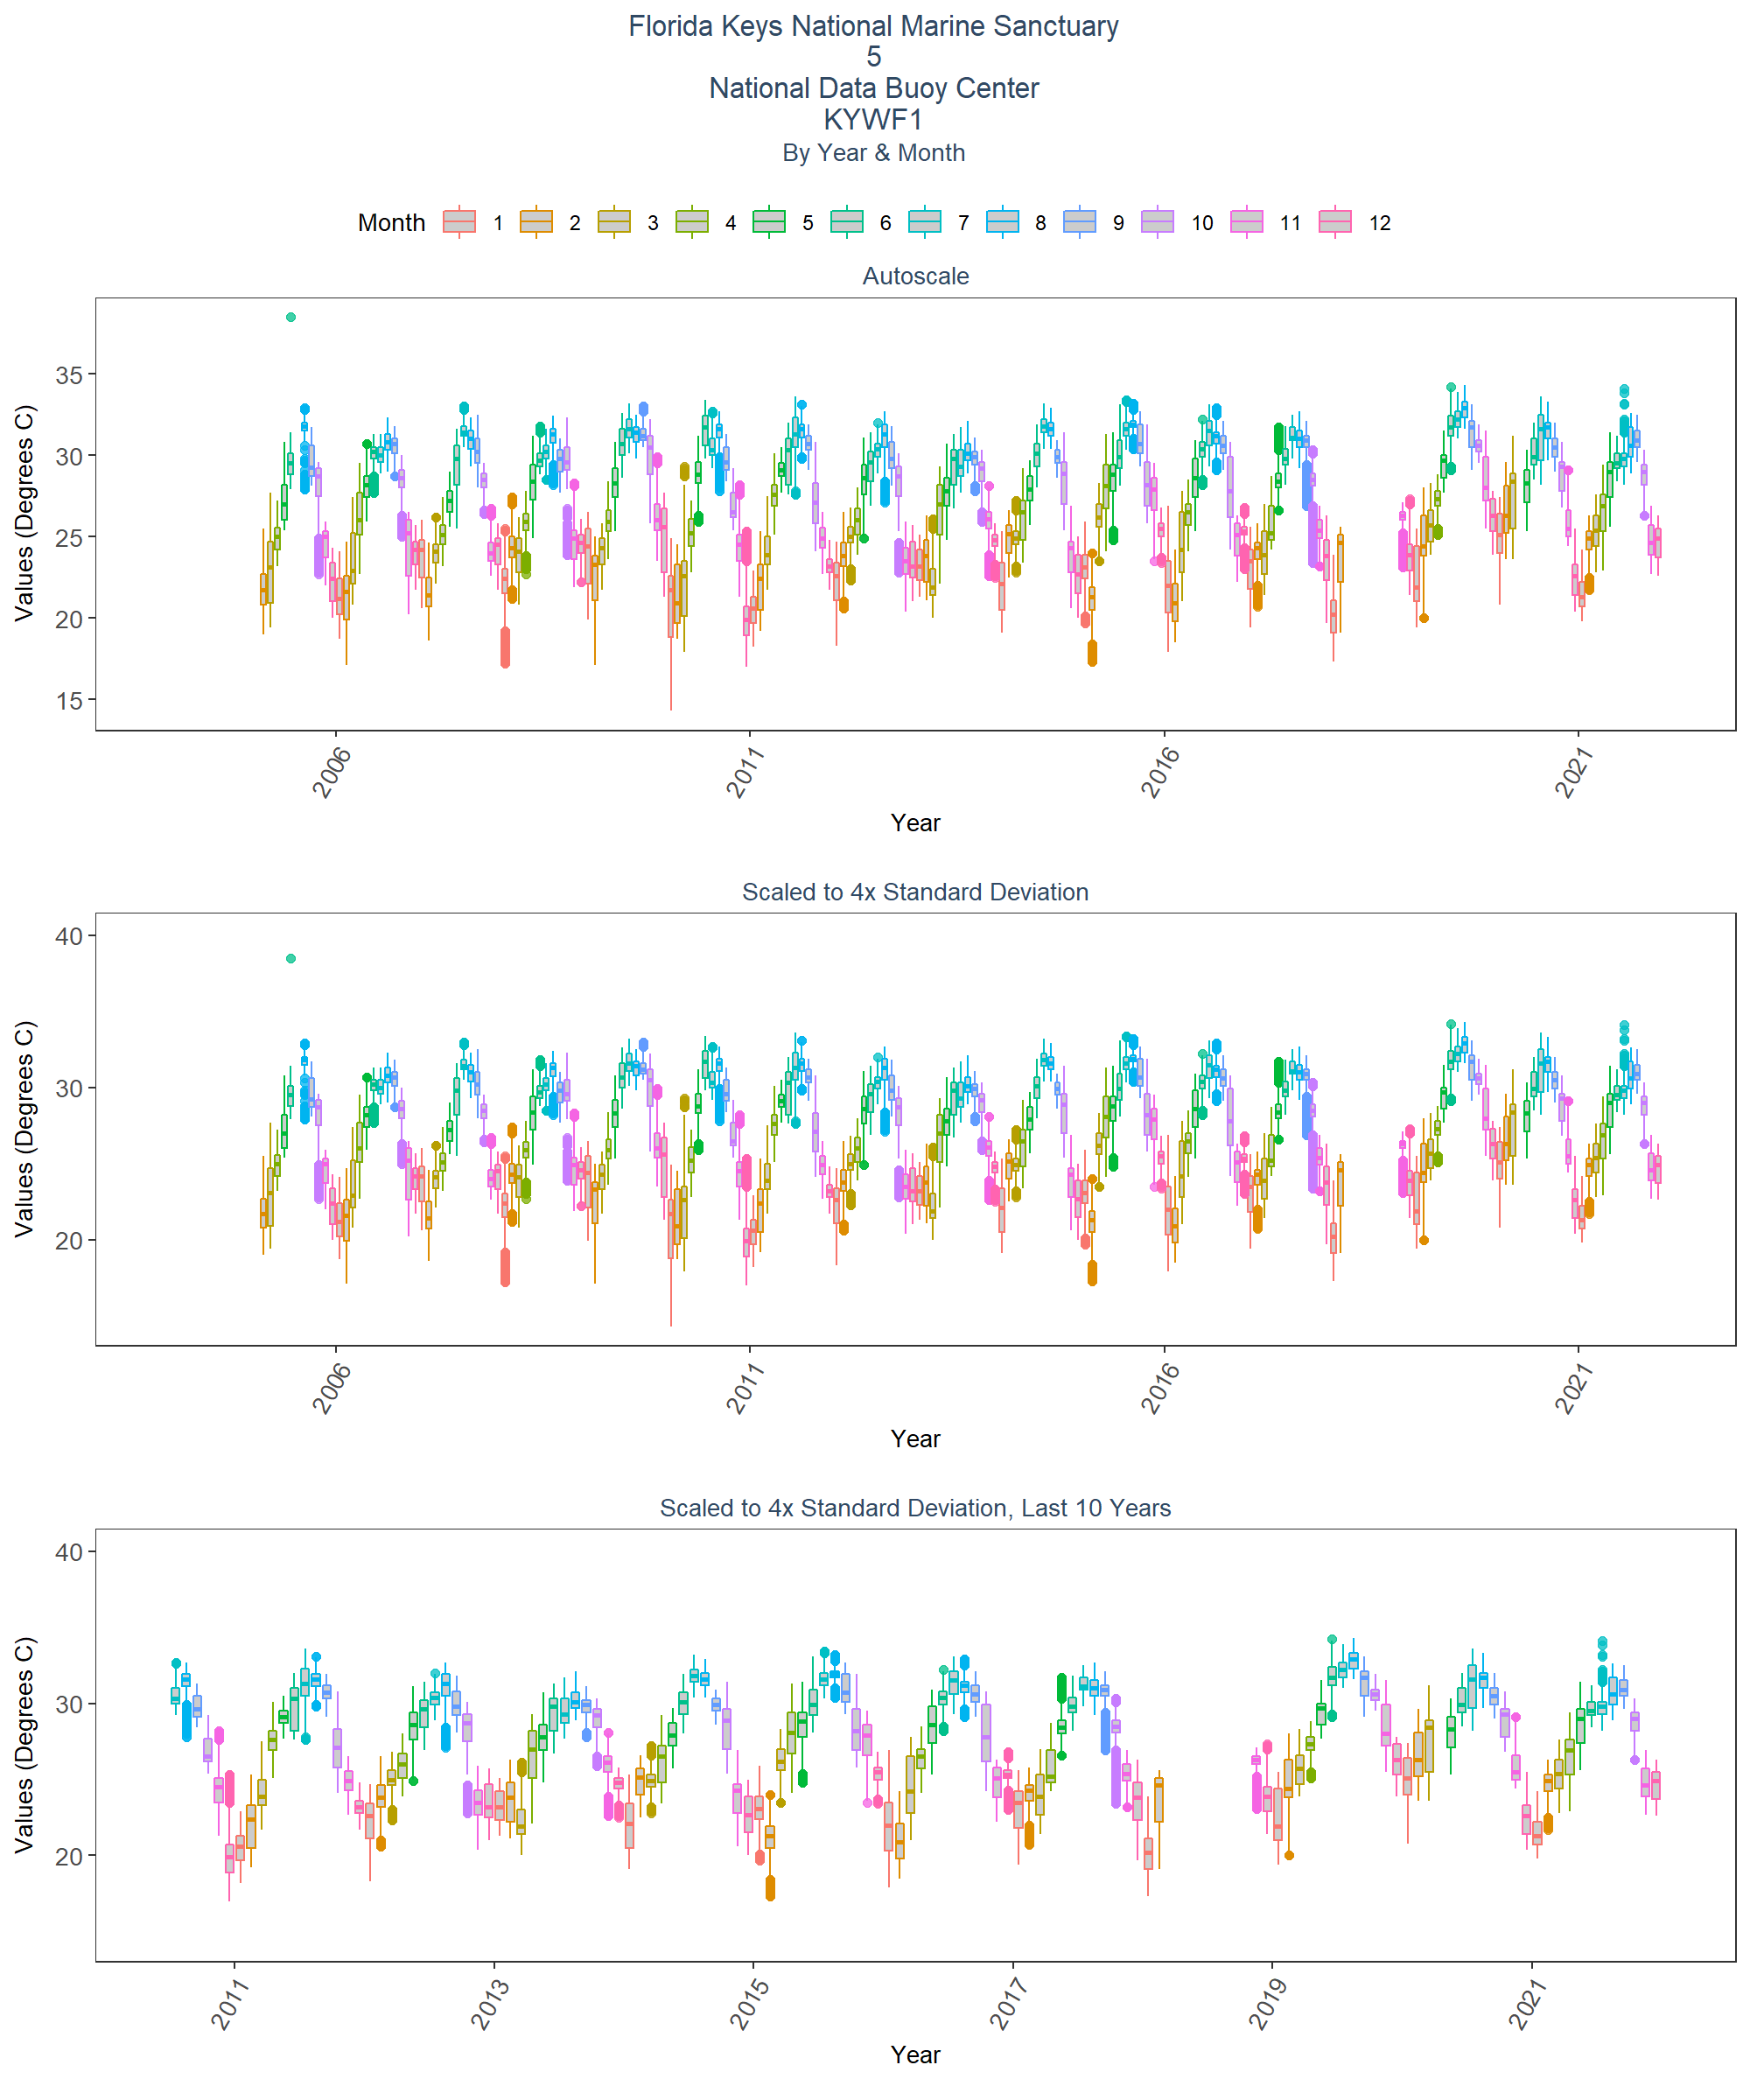 Florida Keys National Marine Sanctuary
5
National Data Buoy Center
KYWF1
By Year & Month
Month 1 2 3 4 5 6 7 8 9 10 11 12
Autoscale
Values (Degrees C)
35
30
25
20
15
2006 2011 2016 2021
Year
Scaled to 4x Standard Deviation
Values (Degrees C)
40
30
20
2006 2011 2016 2021
Year
Scaled to 4x Standard Deviation, Last 10 Years
Values (Degrees C)
40
30
20
2011 2013 2015 2017 2019 2021
Year